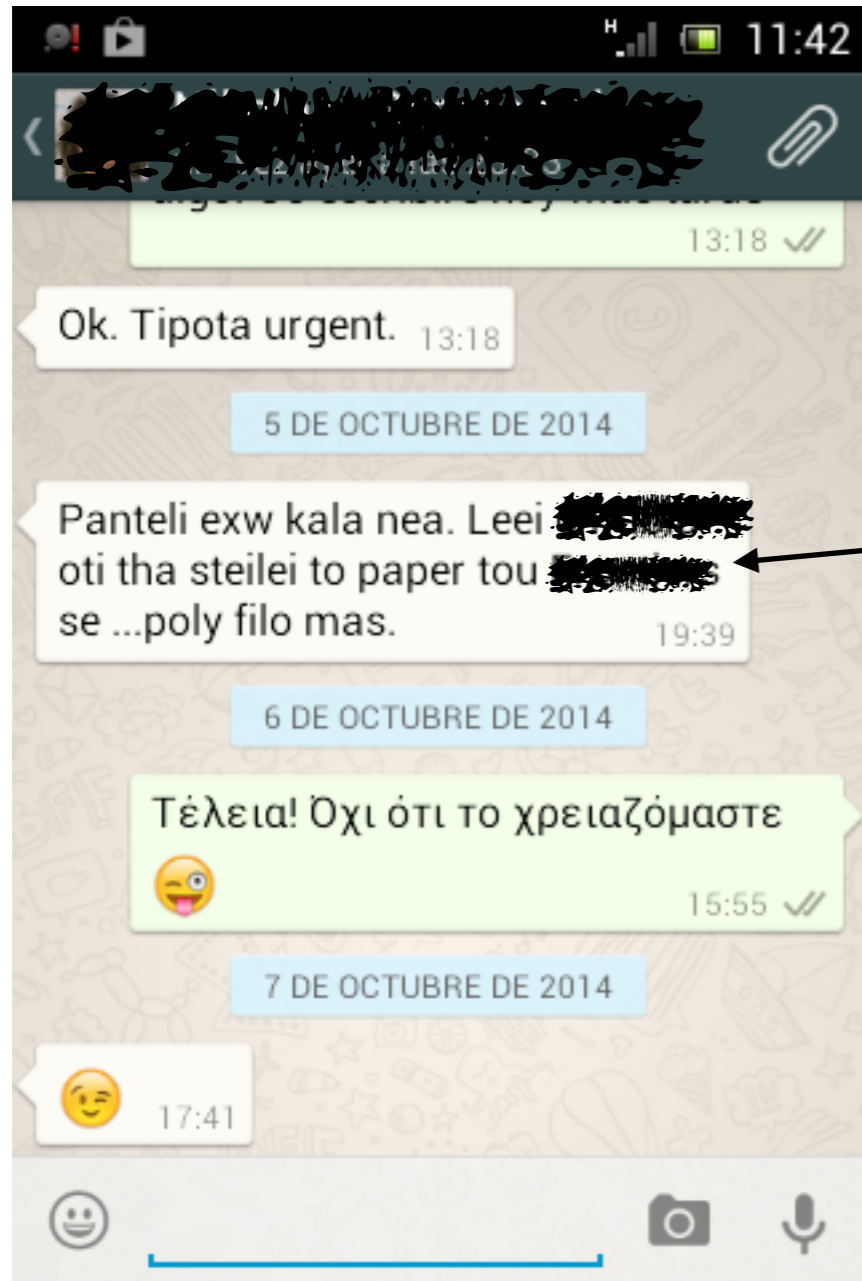 H 11:42
13:18
Ok. Tipota urgent. 13:18
5 DE OCTUBRE DE 2014
Panteli exw kala nea. Leei
oti tha steilei to paper tou
se ...poly filo mas. 19:39
6 DE OCTUBRE DE 2014
Τέλεια! Όχι ότι το χρειαζόμαστε
15:55
7 DE OCTUBRE DE 2014
17:41